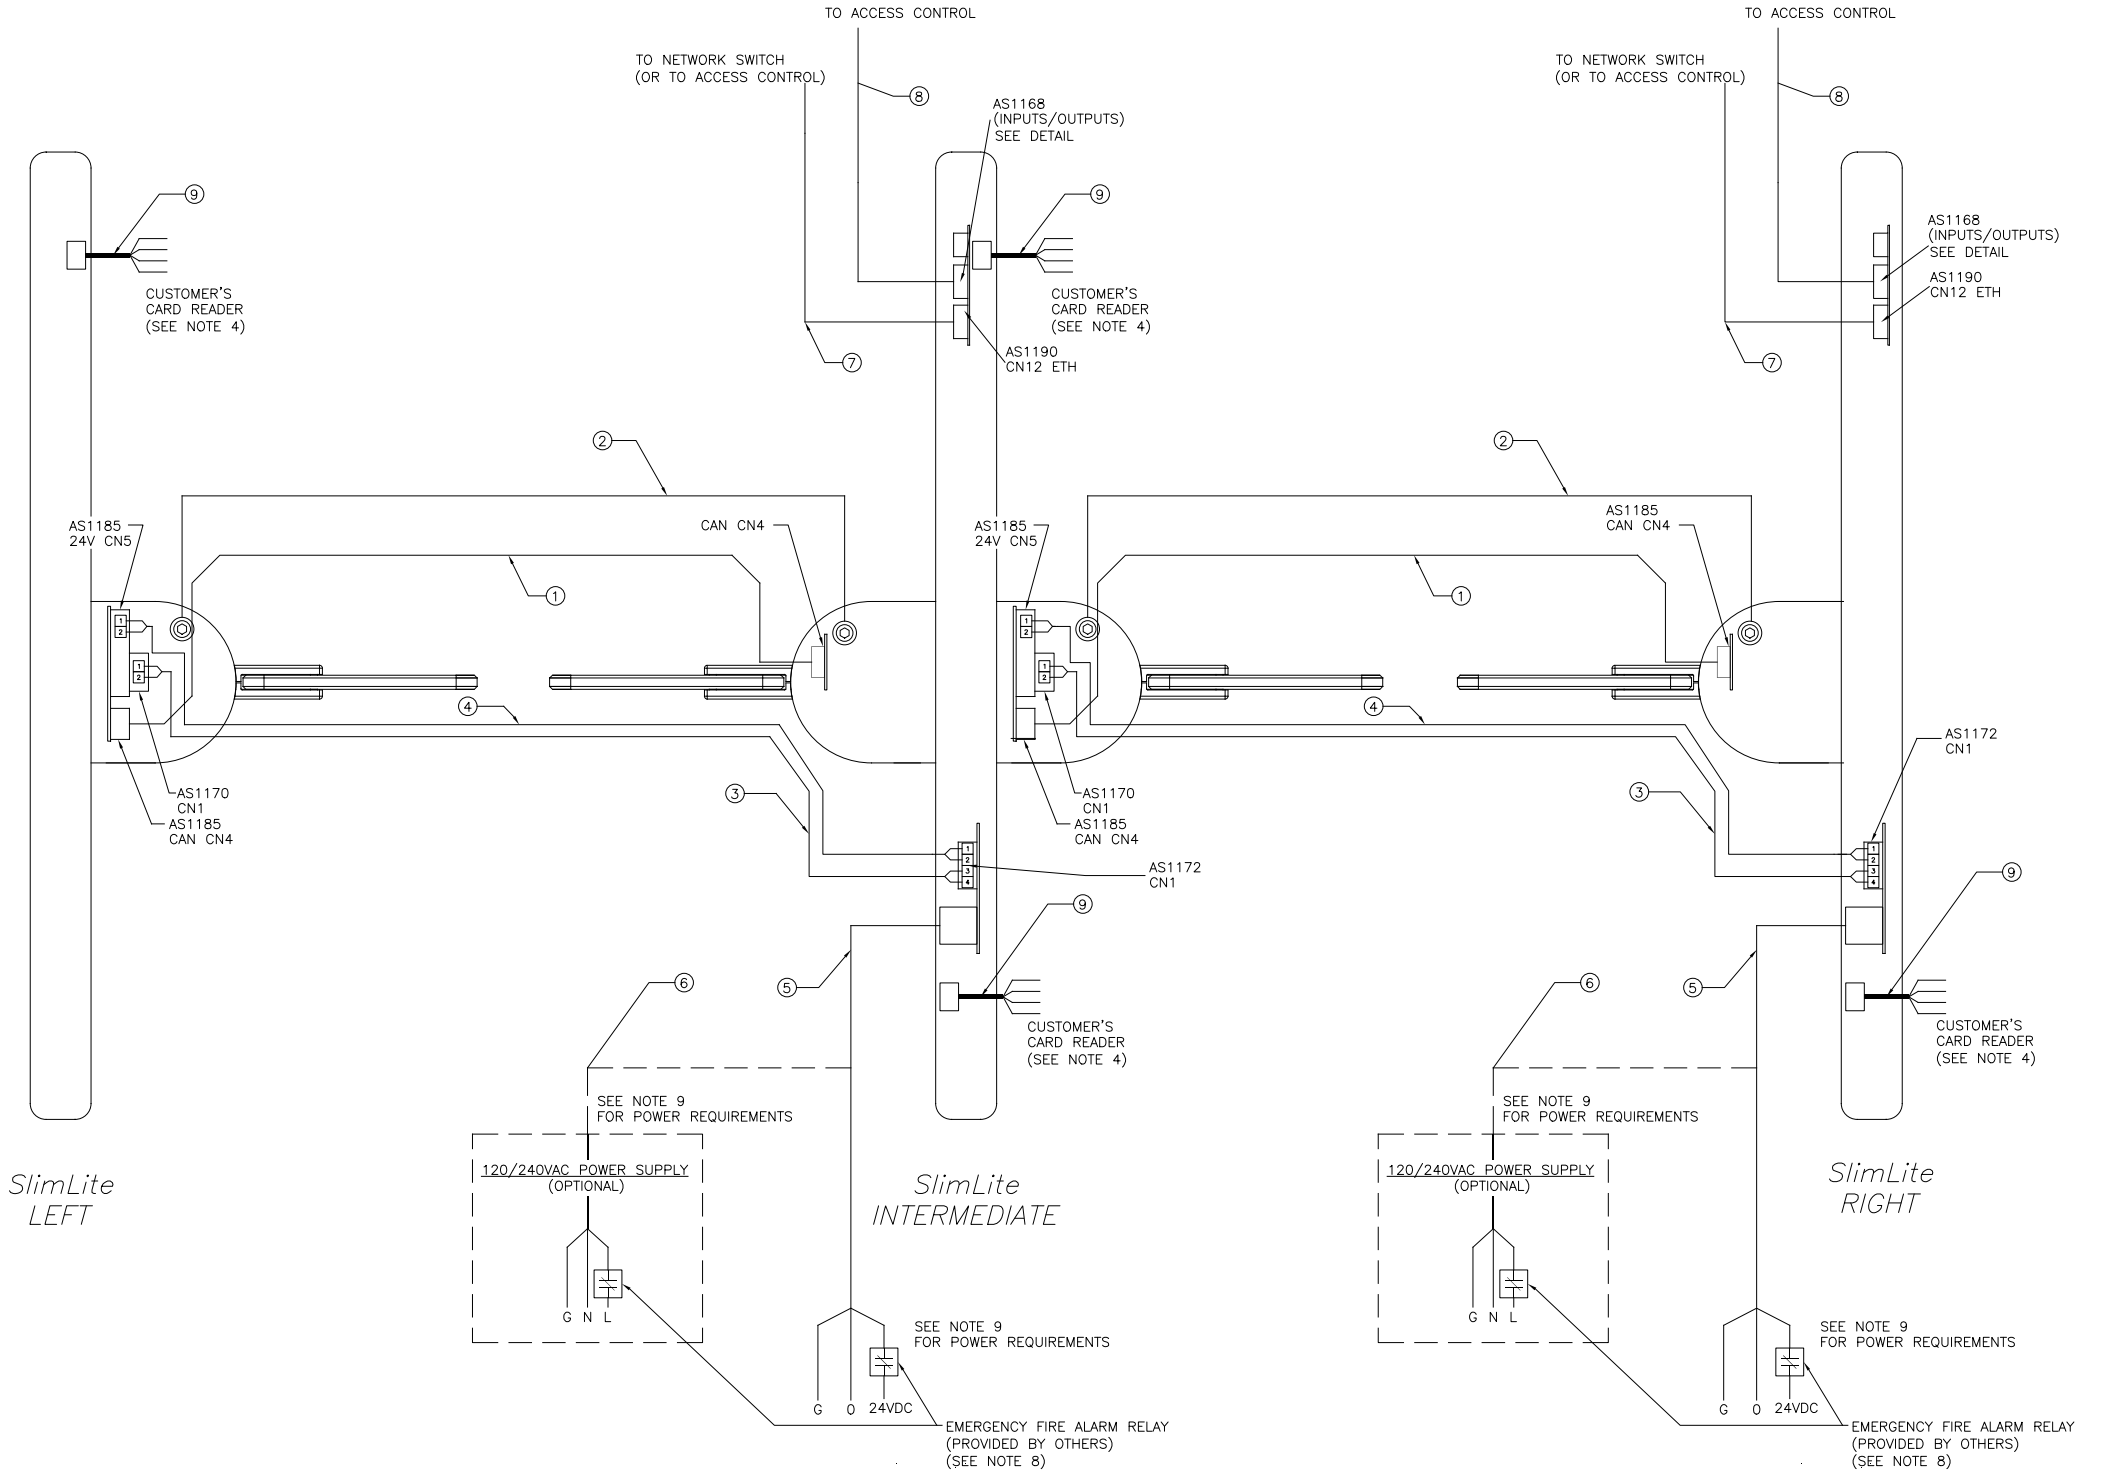 TO ACCESS CONTROL
TO ACCESS CONTROL
TO NETWORK SWITCH
(OR TO ACCESS CONTROL)
TO NETWORK SWITCH
(OR TO ACCESS CONTROL)
8
8
AS1168
(INPUTS/OUTPUTS)
SEE DETAIL
9
9
AS1168
(INPUTS/OUTPUTS)
SEE DETAIL
AS1190
CN12 ETH
CUSTOMER'S
CARD READER
(SEE NOTE 4)
CUSTOMER'S
CARD READER
(SEE NOTE 4)
AS1190
CN12 ETH
7
7
2
2
AS1185
24V CN5
CAN CN4
AS1185
24V CN5
AS1185
CAN CN4
1
1
1
2
1
2
1
2
1
2
4
4
AS1172
CN1
AS1170
CN1
AS1185
CAN CN4
3
AS1170
CN1
AS1185
CAN CN4
3
1
2
3
4
AS1172
CN1
1
2
3
4
9
9
6
5
6
5
CUSTOMER'S
CARD READER
(SEE NOTE 4)
CUSTOMER'S
CARD READER
(SEE NOTE 4)
SEE NOTE 9
FOR POWER REQUIREMENTS
SEE NOTE 9
FOR POWER REQUIREMENTS
120/240VAC POWER SUPPLY
(OPTIONAL)
120/240VAC POWER SUPPLY
(OPTIONAL)
SlimLite
LEFT
SlimLite
INTERMEDIATE
SlimLite
RIGHT
G N L
G N L
SEE NOTE 9
FOR POWER REQUIREMENTS
SEE NOTE 9
FOR POWER REQUIREMENTS
G 0 24VDC
G 0 24VDC
EMERGENCY FIRE ALARM RELAY
(PROVIDED BY OTHERS)
(SEE NOTE 8)
EMERGENCY FIRE ALARM RELAY
(PROVIDED BY OTHERS)
(SEE NOTE 8)